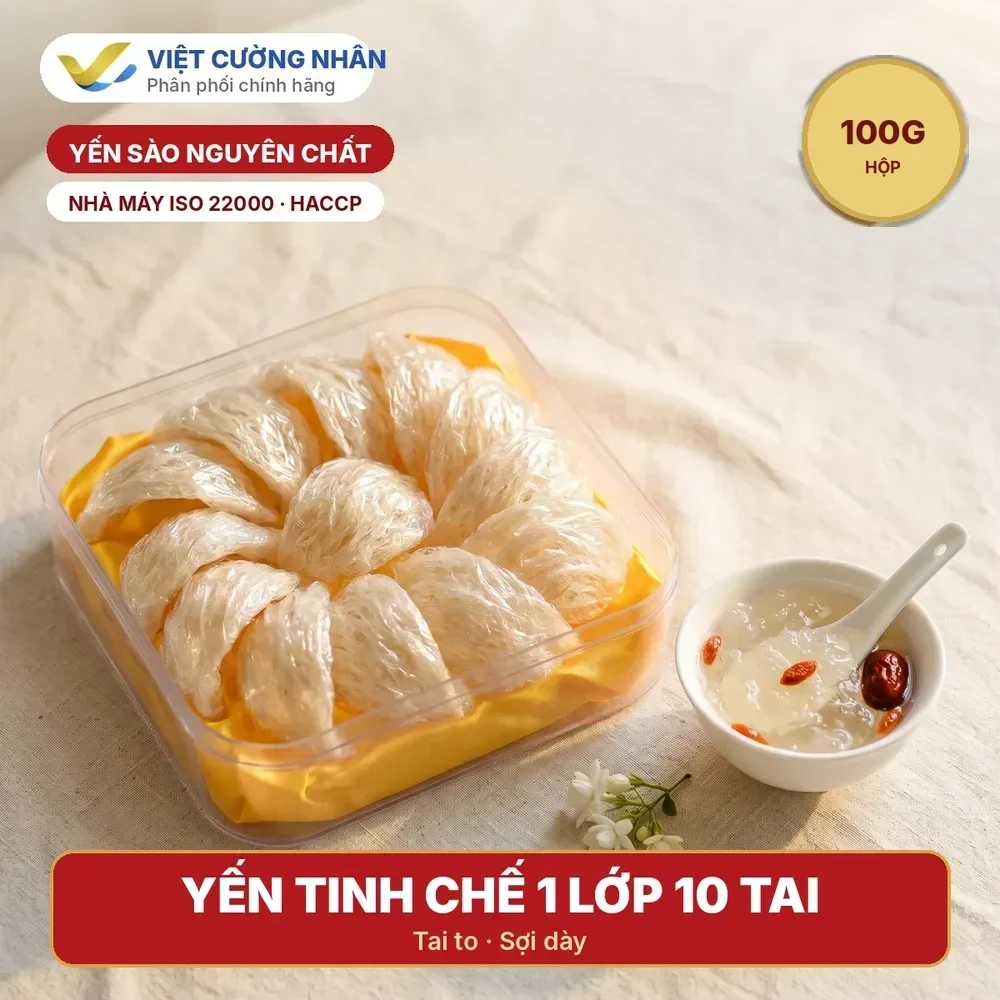 VIỆT CƯỜNG NHÂN
Phân phối chính hãng
YẾN SÀO NGUYÊN CHẤT
NHÀ MÁY ISO 22000 · HACCP
100G
HỘP
YẾN TINH CHẾ 1 LỚP 10 TAI
Tai to · Sợi dày